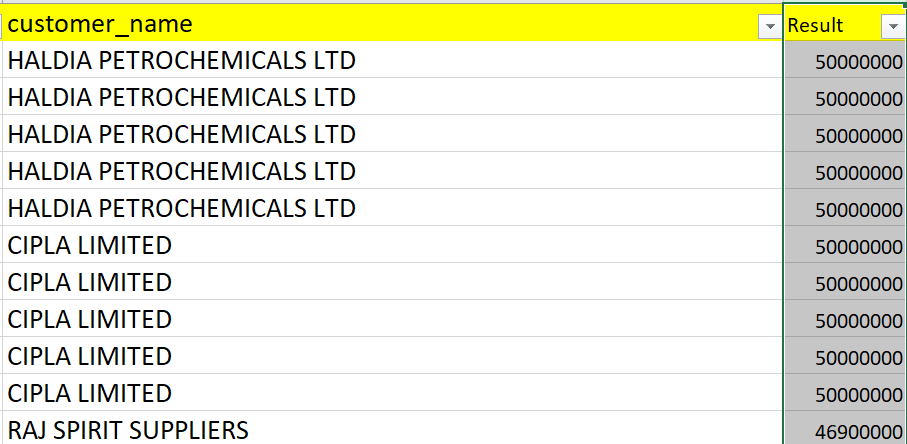 customer_name Result
HALDIA PETROCHEMICALS LTD 50000000
HALDIA PETROCHEMICALS LTD 50000000
HALDIA PETROCHEMICALS LTD 50000000
HALDIA PETROCHEMICALS LTD 50000000
HALDIA PETROCHEMICALS LTD 50000000
CIPLA LIMITED 50000000
CIPLA LIMITED 50000000
CIPLA LIMITED 50000000
CIPLA LIMITED 50000000
CIPLA LIMITED 50000000
RAJ SPIRIT SUPPLIERS 46900000